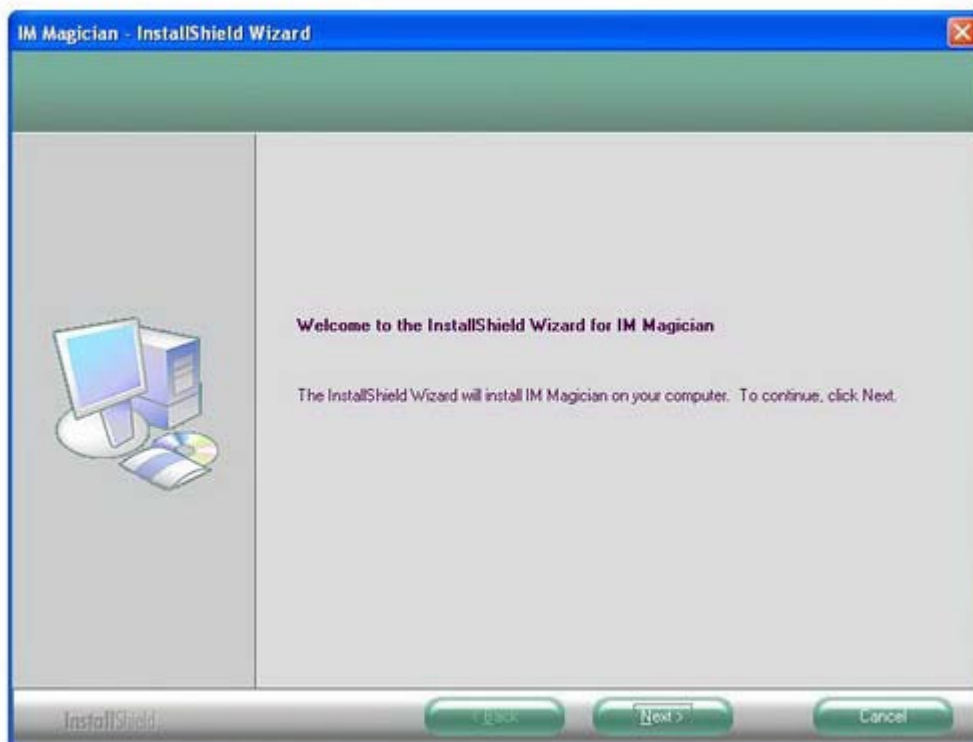 IM Magician - InstallShield Wizard
Welcome to the InstallShield Wizard for IM Magician
The InstallShield Wizard will install IM Magician on your computer. To continue, click Next.
InstallShield
< Back
Next >
Cancel